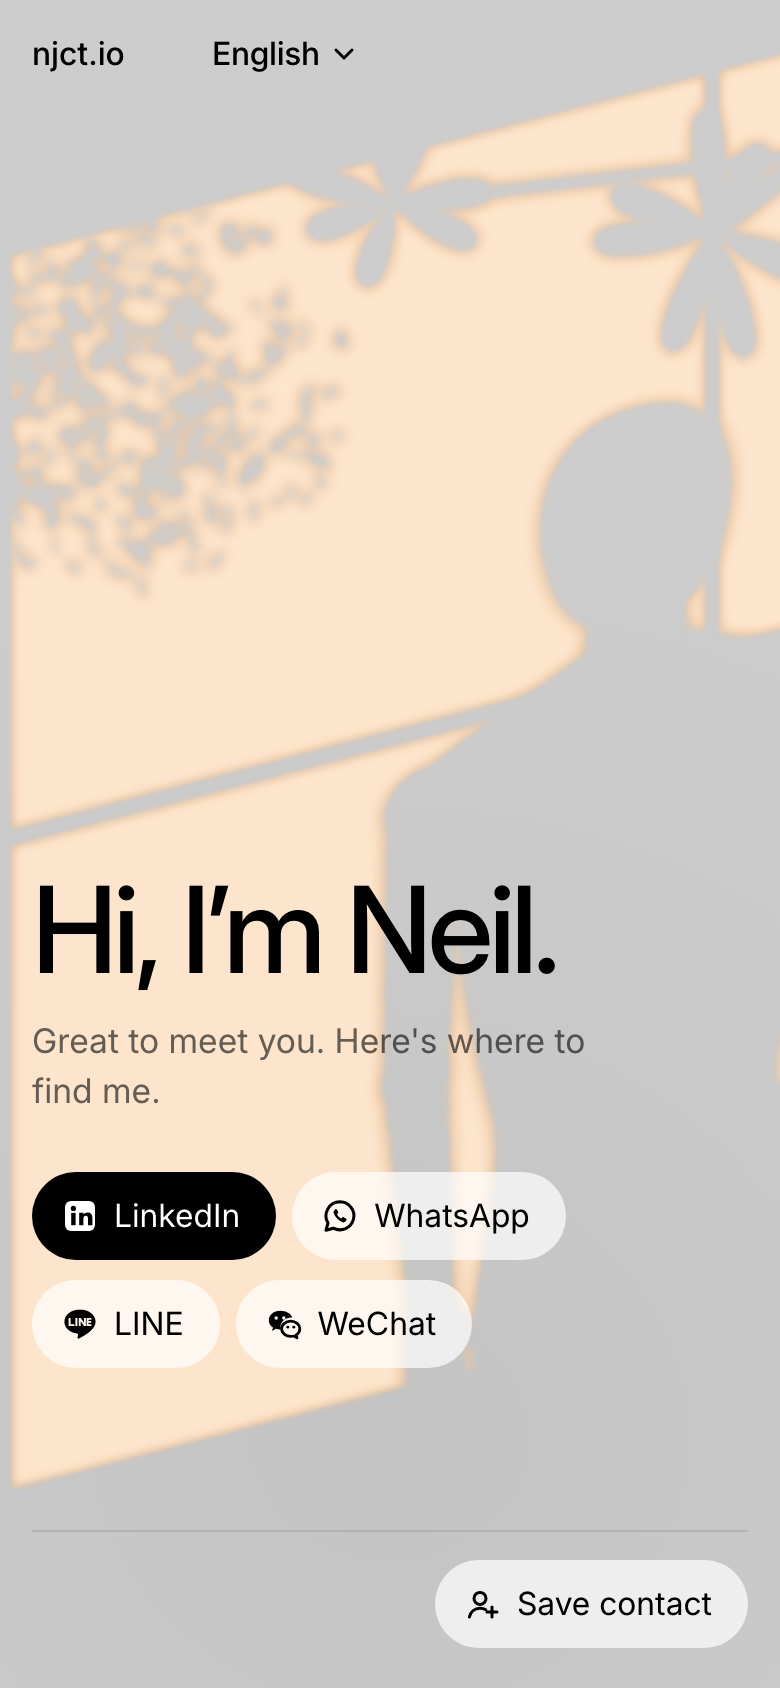 njct.io
English
Hi, I’m Neil.
Great to meet you. Here's where to
find me.
LinkedIn
WhatsApp
LINE
WeChat
Save contact